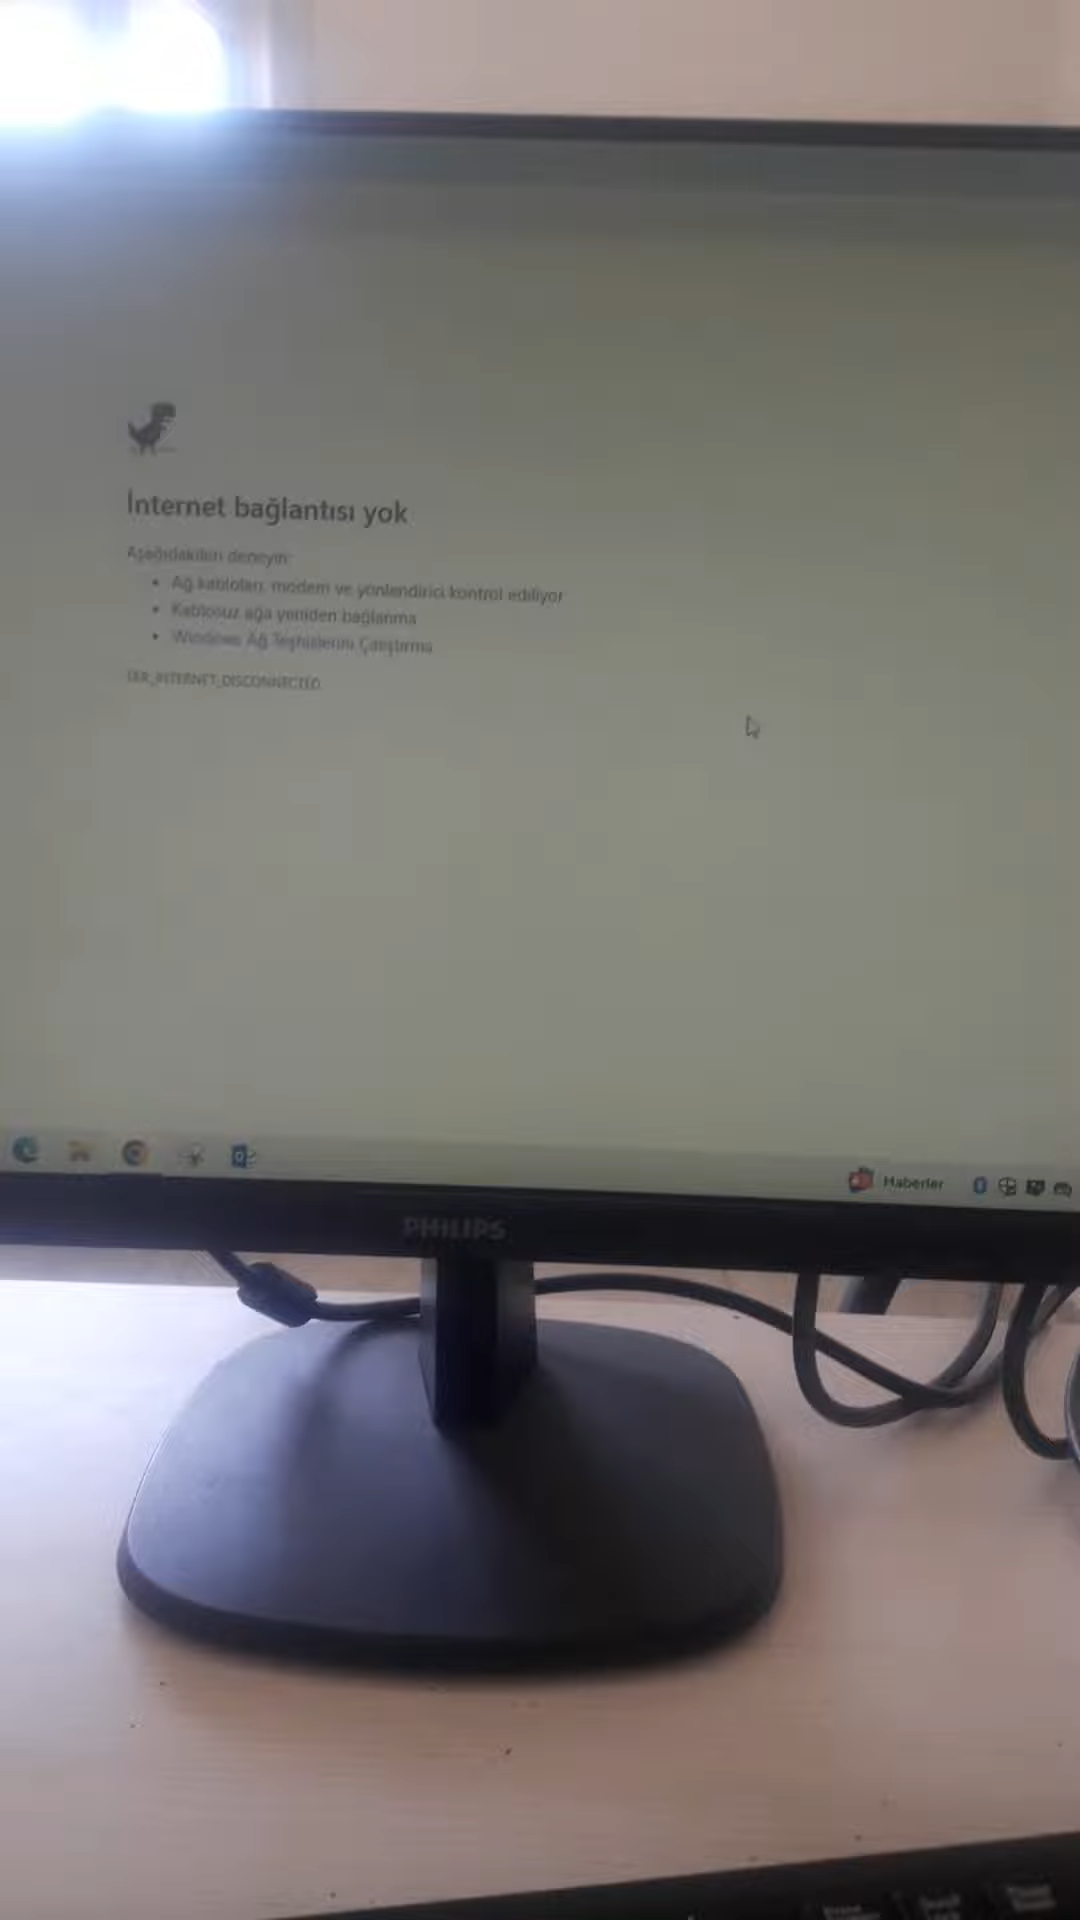 İnternet bağlantısı yok
Aşağıdakileri deneyin:
Ağ kabloları, modem ve yönlendirici kontrol ediliyor
Kablosuz ağa yeniden bağlanma
Windows Ağ Teşhislerini Çalıştırma
ERR_INTERNET_DISCONNECTED
Haberler
PHILIPS